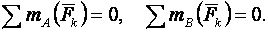 ∑ m_A(F̄_k) = 0,   ∑ m_B(F̄_k) = 0.